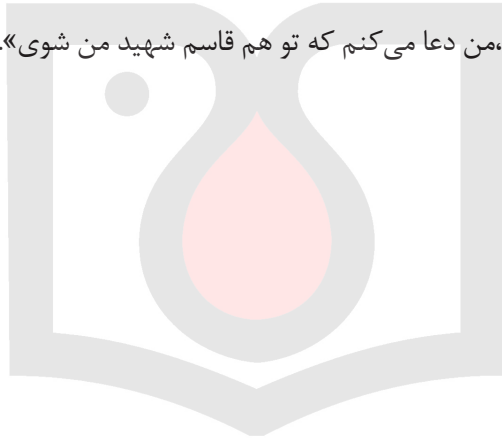 ،من دعا می‌کنم که تو هم قاسم شهید من شوی».